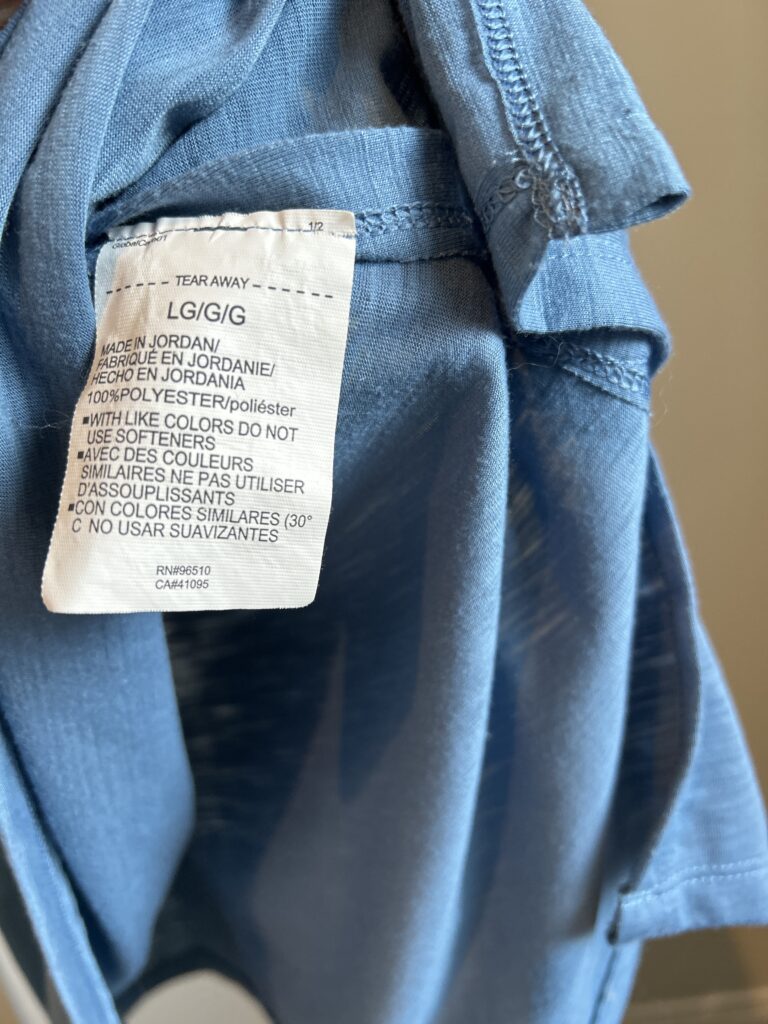 1/2
TEAR AWAY
LG/G/G
MADE IN JORDAN/
FABRIQUÉ EN JORDANIE/
HECHO EN JORDANIA
100%POLYESTER/poliéster
▪WITH LIKE COLORS DO NOT
USE SOFTENERS
▪AVEC DES COULEURS
SIMILAIRES NE PAS UTILISER
D'ASSOUPLISSANTS
▪CON COLORES SIMILARES (30°
C NO USAR SUAVIZANTES
RN#96510
CA#41095